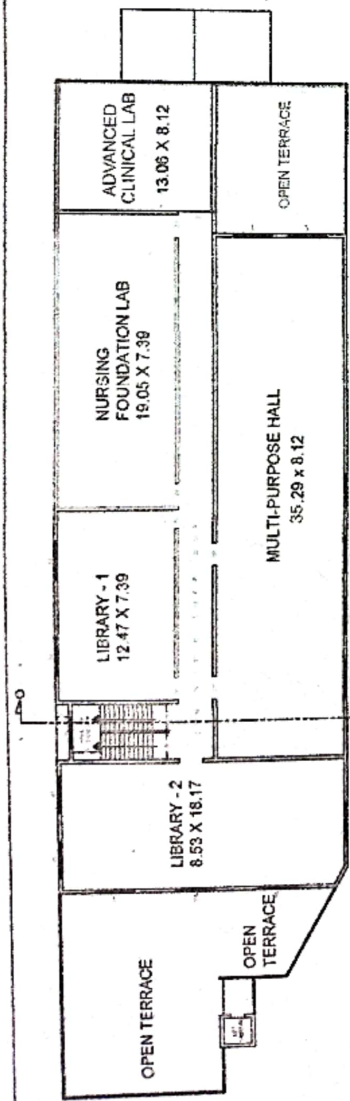 OPEN TERRACE
OPEN
TERRACE
LIBRARY - 2
8.53 X 18.17
LIBRARY - 1
12.47 X 7.39
NURSING
FOUNDATION LAB
19.05 X 7.39
ADVANCED
CLINICAL LAB
13.06 X 8.12
MULTI-PURPOSE HALL
35.29 x 8.12
OPEN TERRACE